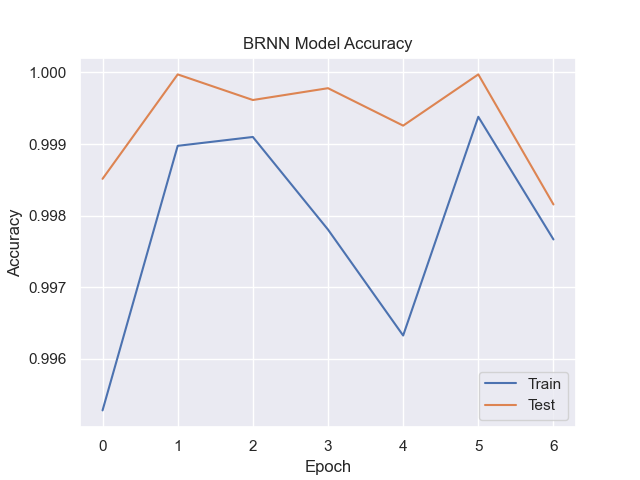 BRNN Model Accuracy
1.000
0.999
0.998
0.997
0.996
Accuracy
0 1 2 3 4 5 6
Epoch
Train
Test